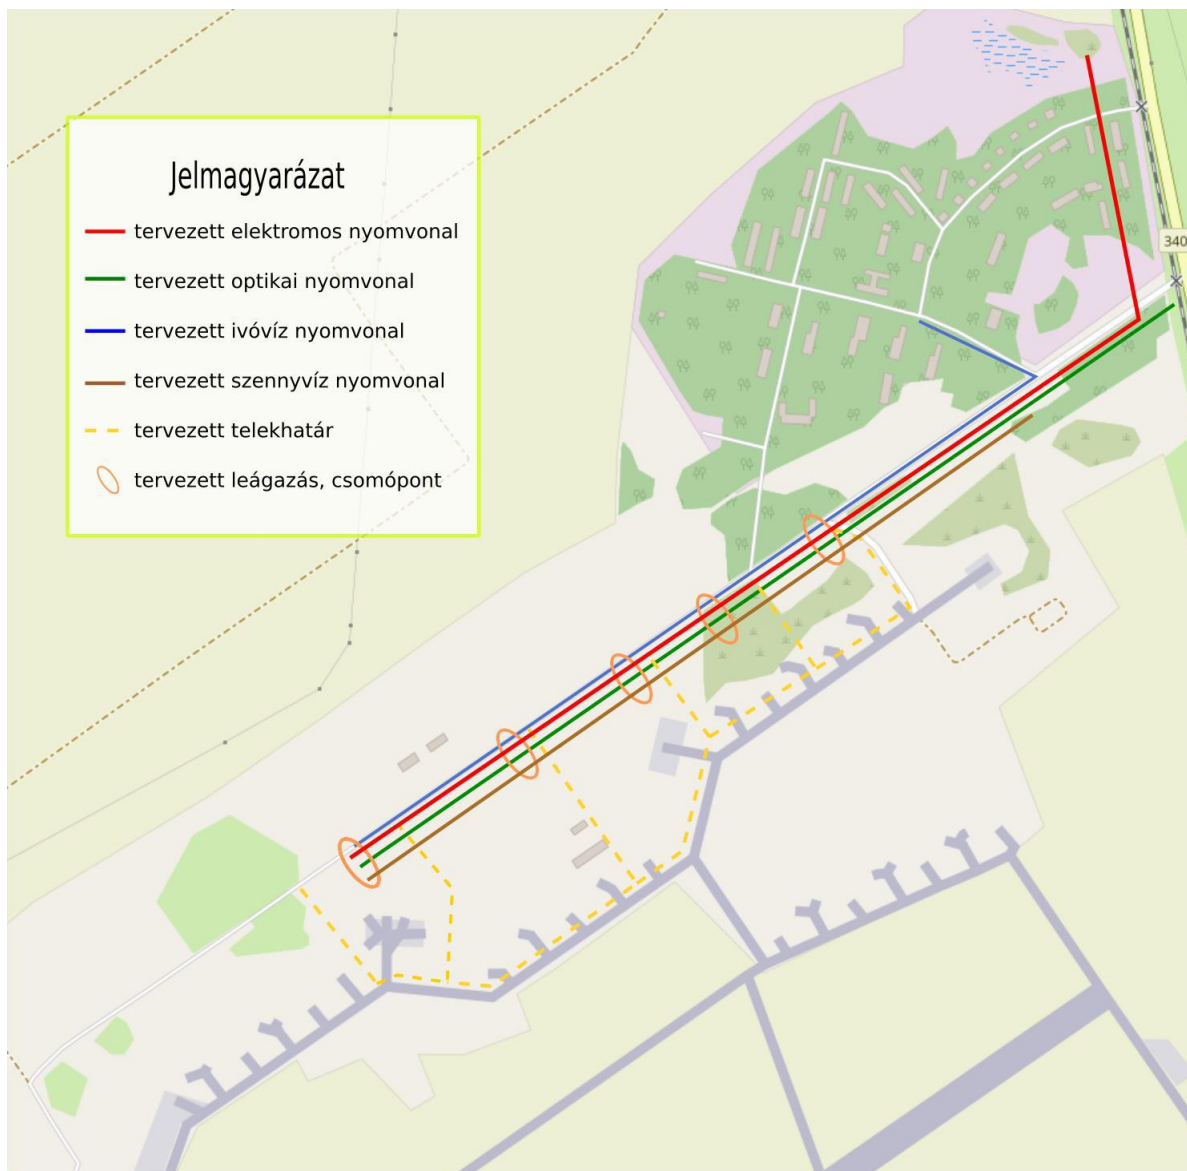 Jelmagyarázat
tervezett elektromos nyomvonal
tervezett optikai nyomvonal
tervezett ivóvíz nyomvonal
tervezett szennyvíz nyomvonal
tervezett telekhatár
tervezett leágazás, csomópont
340